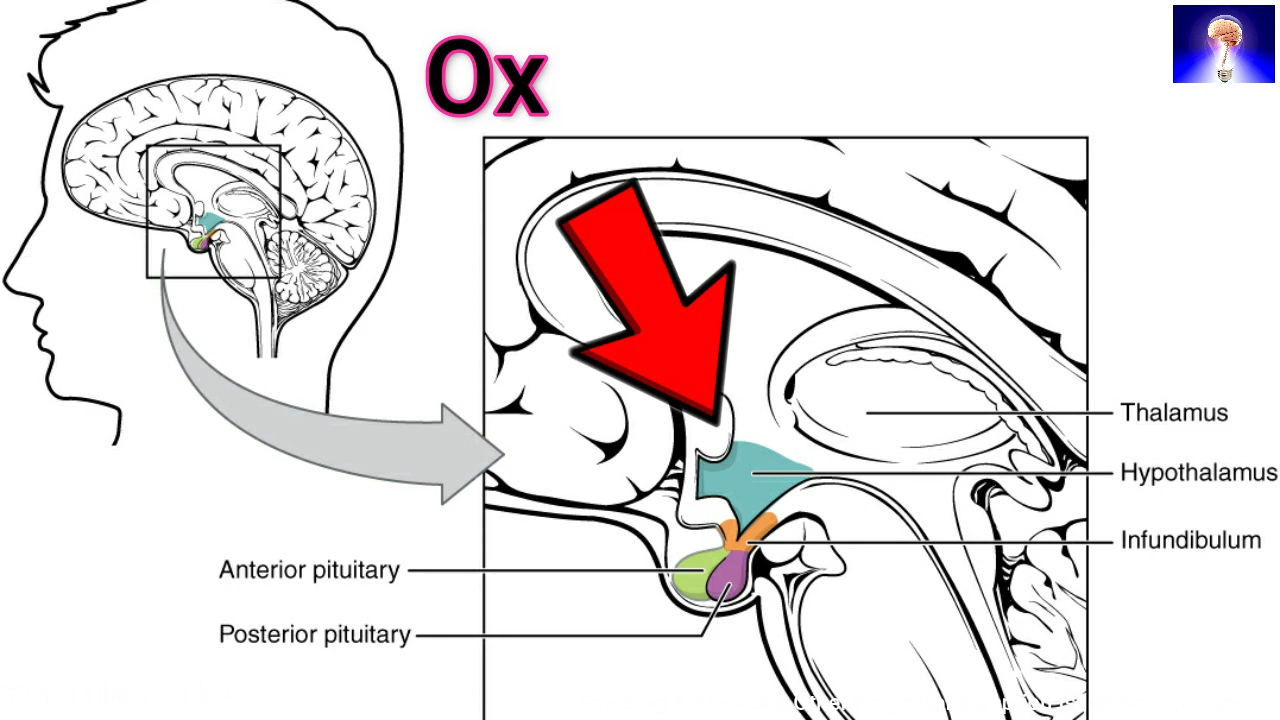 Ox
Thalamus
Hypothalamus
Infundibulum
Anterior pituitary
Posterior pituitary